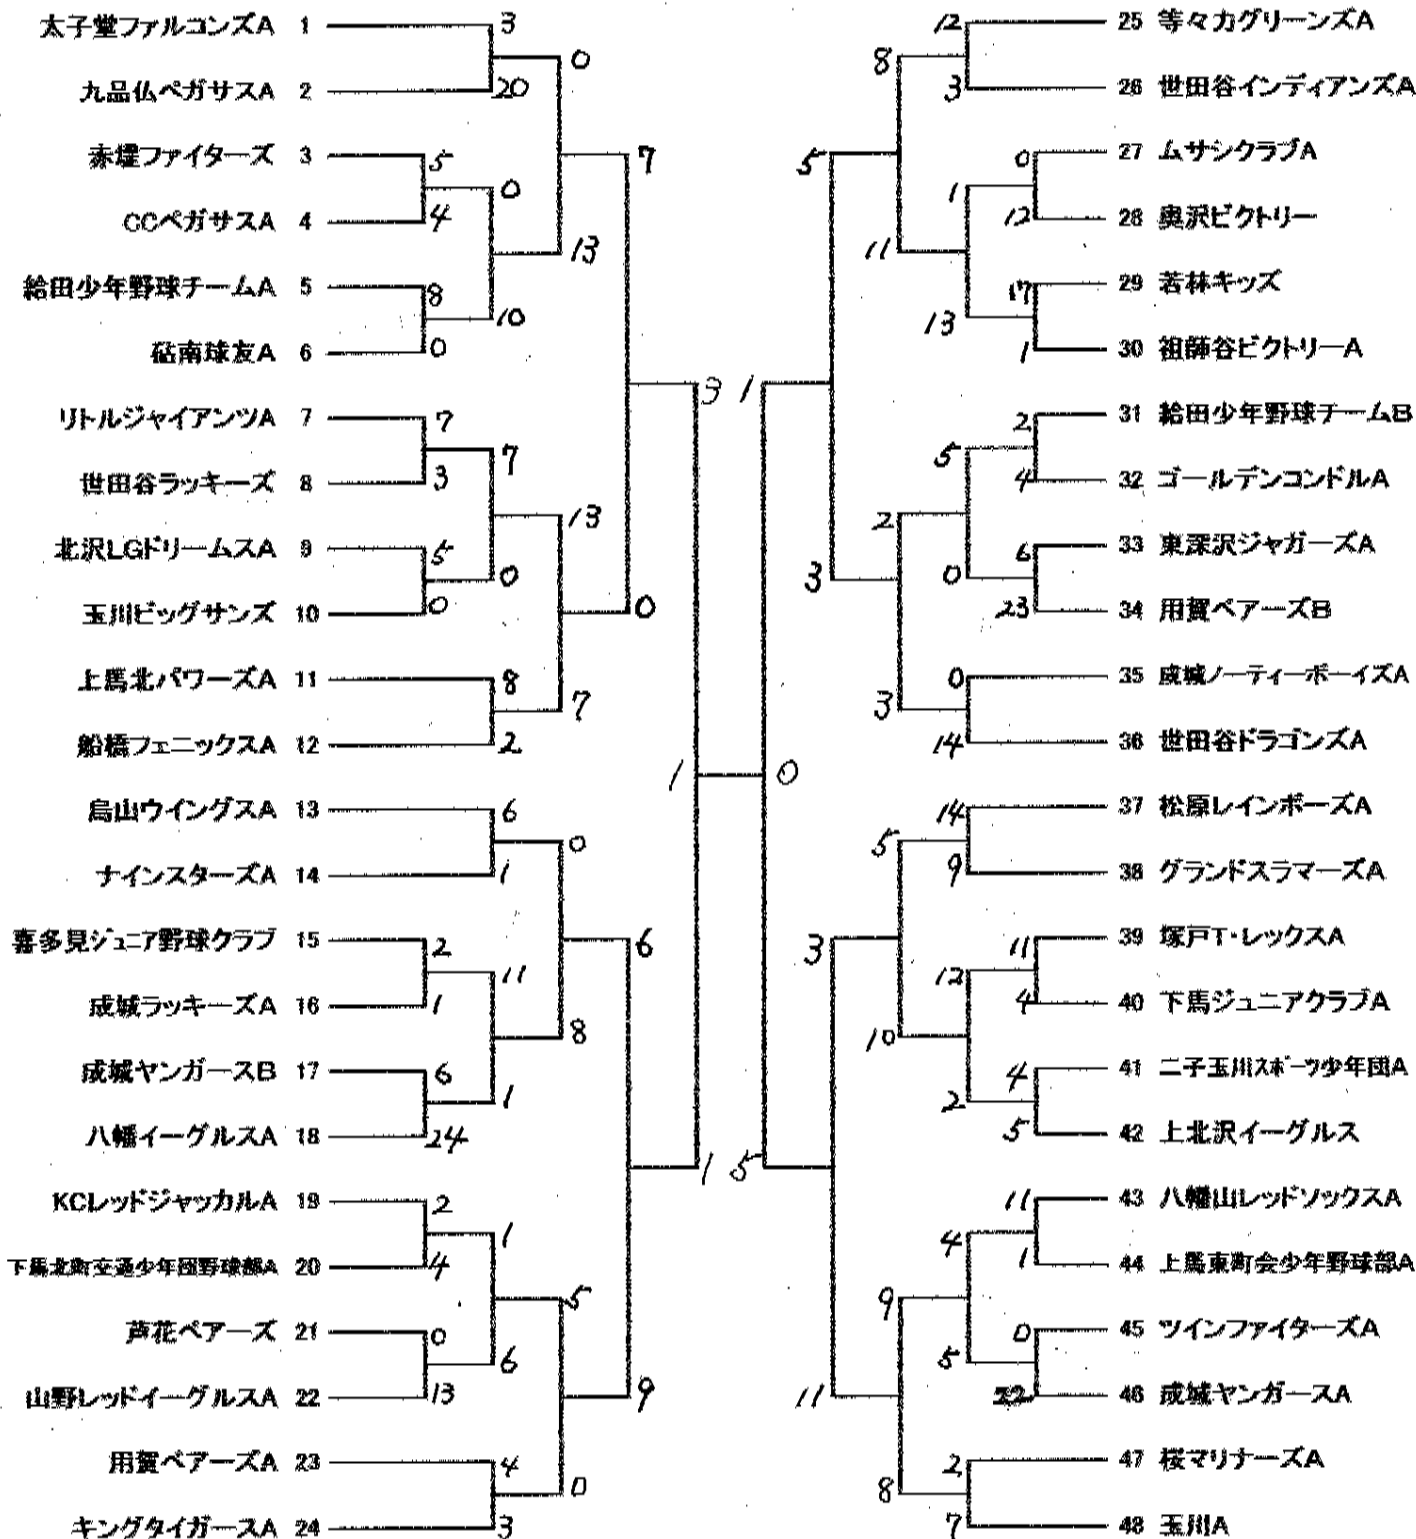 太子堂ファルコンズA 1 3
0
九品仏ペガサスA 2 20
赤堤ファイターズ 3 5
7
0
CCペガサスA 4 4
13
給田少年野球チームA 5 8
10
砧南球友A 6 0
3
リトルジャイアンツA 7 7
7
世田谷ラッキーズ 8 3
13
北沢LGドリームスA 9 5
0
玉川ビッグサンズ 10 0
0
上馬北パワーズA 11 8
7
船橋フェニックスA 12 2
1
烏山ウイングスA 13 6
0
ナインスターズA 14 1
喜多見ジュニア野球クラブ 15 2
6
11
成城ラッキーズA 16 1
8
成城ヤンガースB 17 6
1
八幡イーグルスA 18 24
1
KCレッドジャッカルA 19 2
1
下馬北町交通少年団野球部A 20 4
5
芦花ベアーズ 21 0
6
山野レッドイーグルスA 22 13
9
用賀ベアーズA 23 4
0
キングタイガースA 24 3
12 25 等々力グリーンズA
8
3 26 世田谷インディアンズA
0 27 ムサシクラブA
5
1
12 28 奥沢ビクトリー
11
17 29 若林キッズ
13
1 30 祖師谷ビクトリーA
1
2 31 給田少年野球チームB
5
4 32 ゴールデンコンドルA
2
6 33 東深沢ジャガーズA
0
3
23 34 用賀ベアーズB
0 35 成城ノーティーボーイズA
3
14 36 世田谷ドラゴンズA
0
14 37 松原レインボーズA
5
9 38 グランドスラマーズA
11 39 塚戸T・レックスA
3
12
4 40 下馬ジュニアクラブA
10
4 41 二子玉川スポーツ少年団A
2
5 42 上北沢イーグルス
5
11 43 八幡山レッドソックスA
4
1 44 上馬東町会少年野球部A
9
0 45 ツインファイターズA
5
22 46 成城ヤンガースA
11
2 47 桜マリナーズA
8
7 48 玉川A